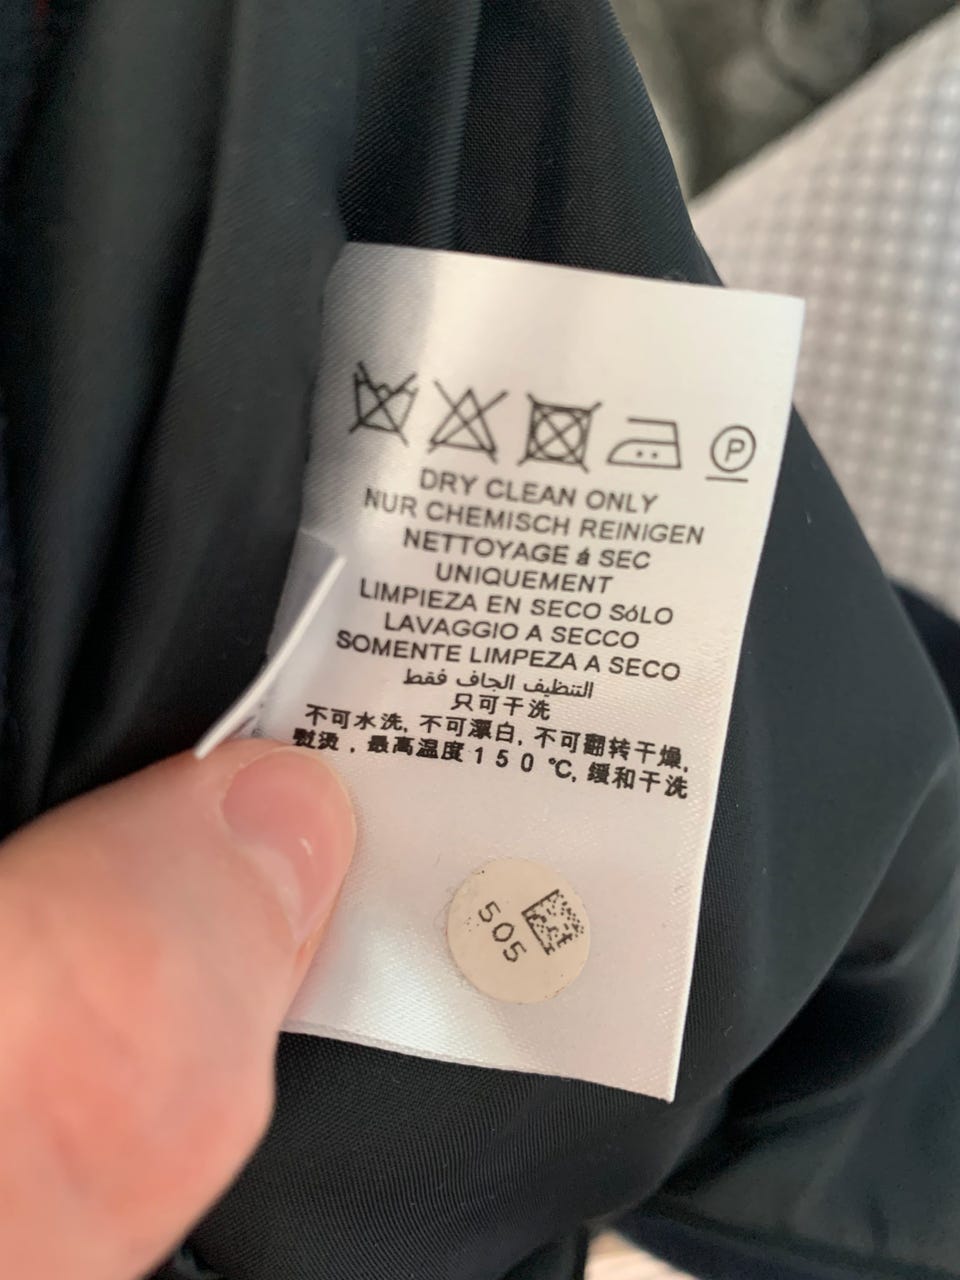 P
DRY CLEAN ONLY
NUR CHEMISCH REINIGEN
NETTOYAGE á SEC
UNIQUEMENT
LIMPIEZA EN SECO SóLO
LAVAGGIO A SECCO
SOMENTE LIMPEZA A SECO
التنظيف الجاف فقط
只可干洗
不可水洗, 不可漂白, 不可翻转干燥,
熨烫, 最高温度150℃, 缓和干洗
505